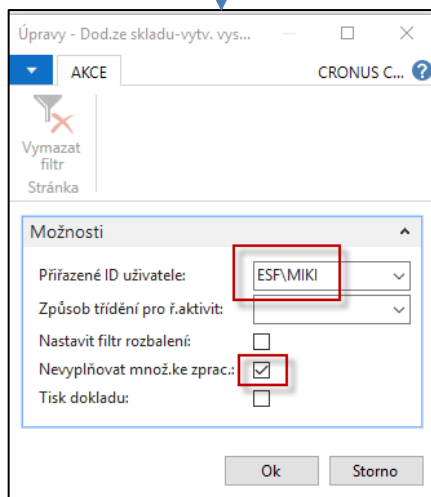 Úpravy - Dod.ze skladu-vytv. vys...
AKCE
CRONUS C...
?
Vymazat
filtr
Stránka
Možnosti
Přiřazené ID uživatele:
ESF\MIKI
Způsob třídění pro ř.aktivit:
Nastavit filtr rozbalení:
Nevyplňovat množ.ke zprac.:
Tisk dokladu:
Ok
Storno